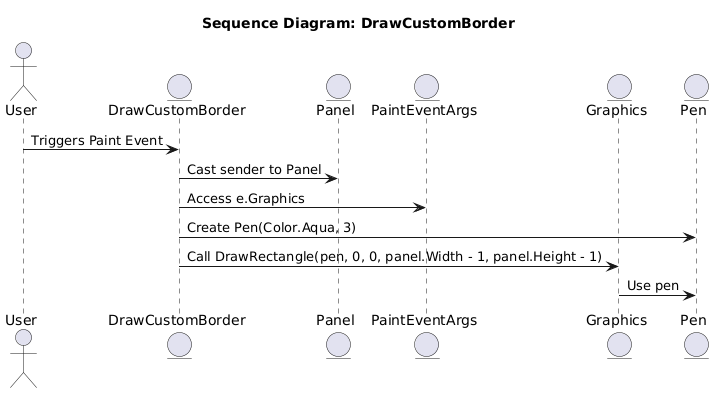 Sequence Diagram: DrawCustomBorder
User
DrawCustomBorder
Panel
PaintEventArgs
Graphics
Pen
Triggers Paint Event
Cast sender to Panel
Access e.Graphics
Create Pen(Color.Aqua, 3)
Call DrawRectangle(pen, 0, 0, panel.Width - 1, panel.Height - 1)
Use pen
User
DrawCustomBorder
Panel
PaintEventArgs
Graphics
Pen